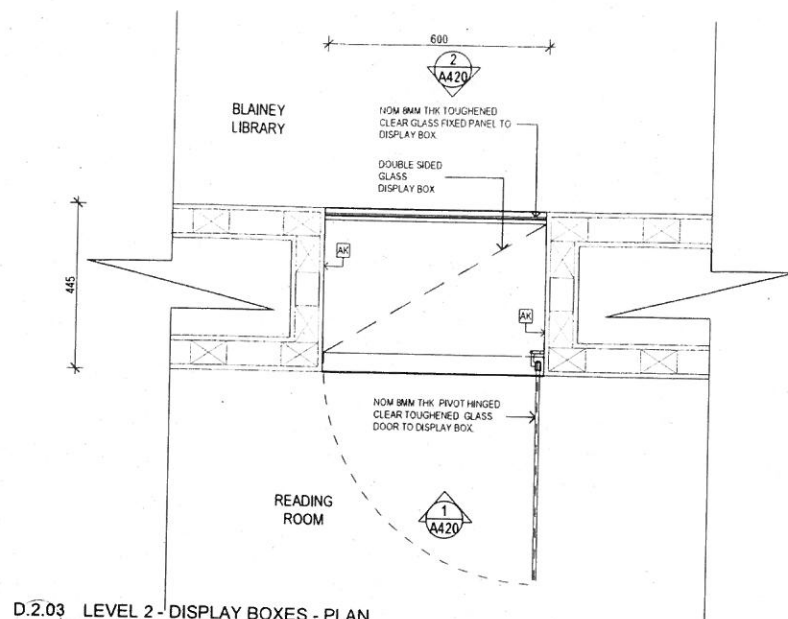 600
2
A420
BLAINEY
LIBRARY
NOM 8MM THK TOUGHENED
CLEAR GLASS FIXED PANEL TO
DISPLAY BOX
DOUBLE SIDED
GLASS
DISPLAY BOX
AK
445
AK
NOM 8MM THK PIVOT HINGED
CLEAR TOUGHENED GLASS
DOOR TO DISPLAY BOX
READING
ROOM
1
A420
D.2.03 LEVEL 2 - DISPLAY BOXES - PLAN